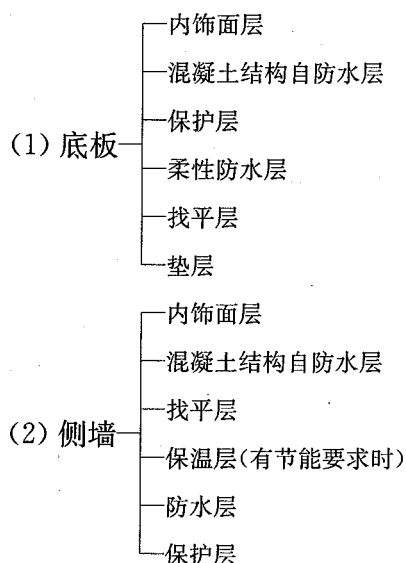 内饰面层
混凝土结构自防水层
保护层
(1) 底板
柔性防水层
找平层
垫层
内饰面层
混凝土结构自防水层
找平层
(2) 侧墙
保温层(有节能要求时)
防水层
保护层